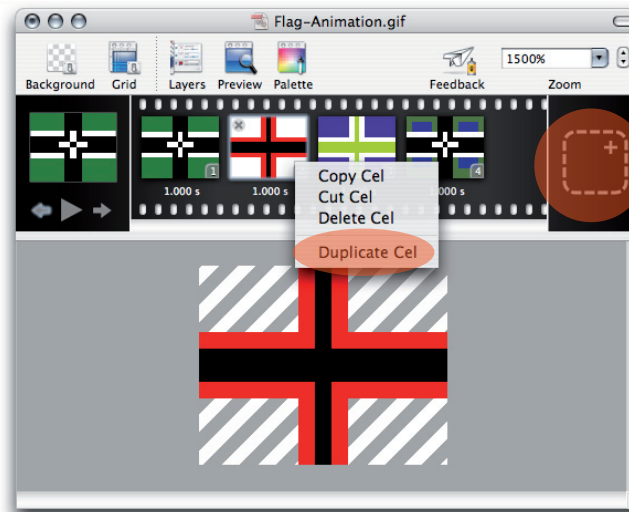 Flag-Animation.gif
1500%
Background Grid Layers Preview Palette Feedback Zoom
1 4
1.000 s 1.000 s .000 s
Copy Cel
Cut Cel
Delete Cel
Duplicate Cel